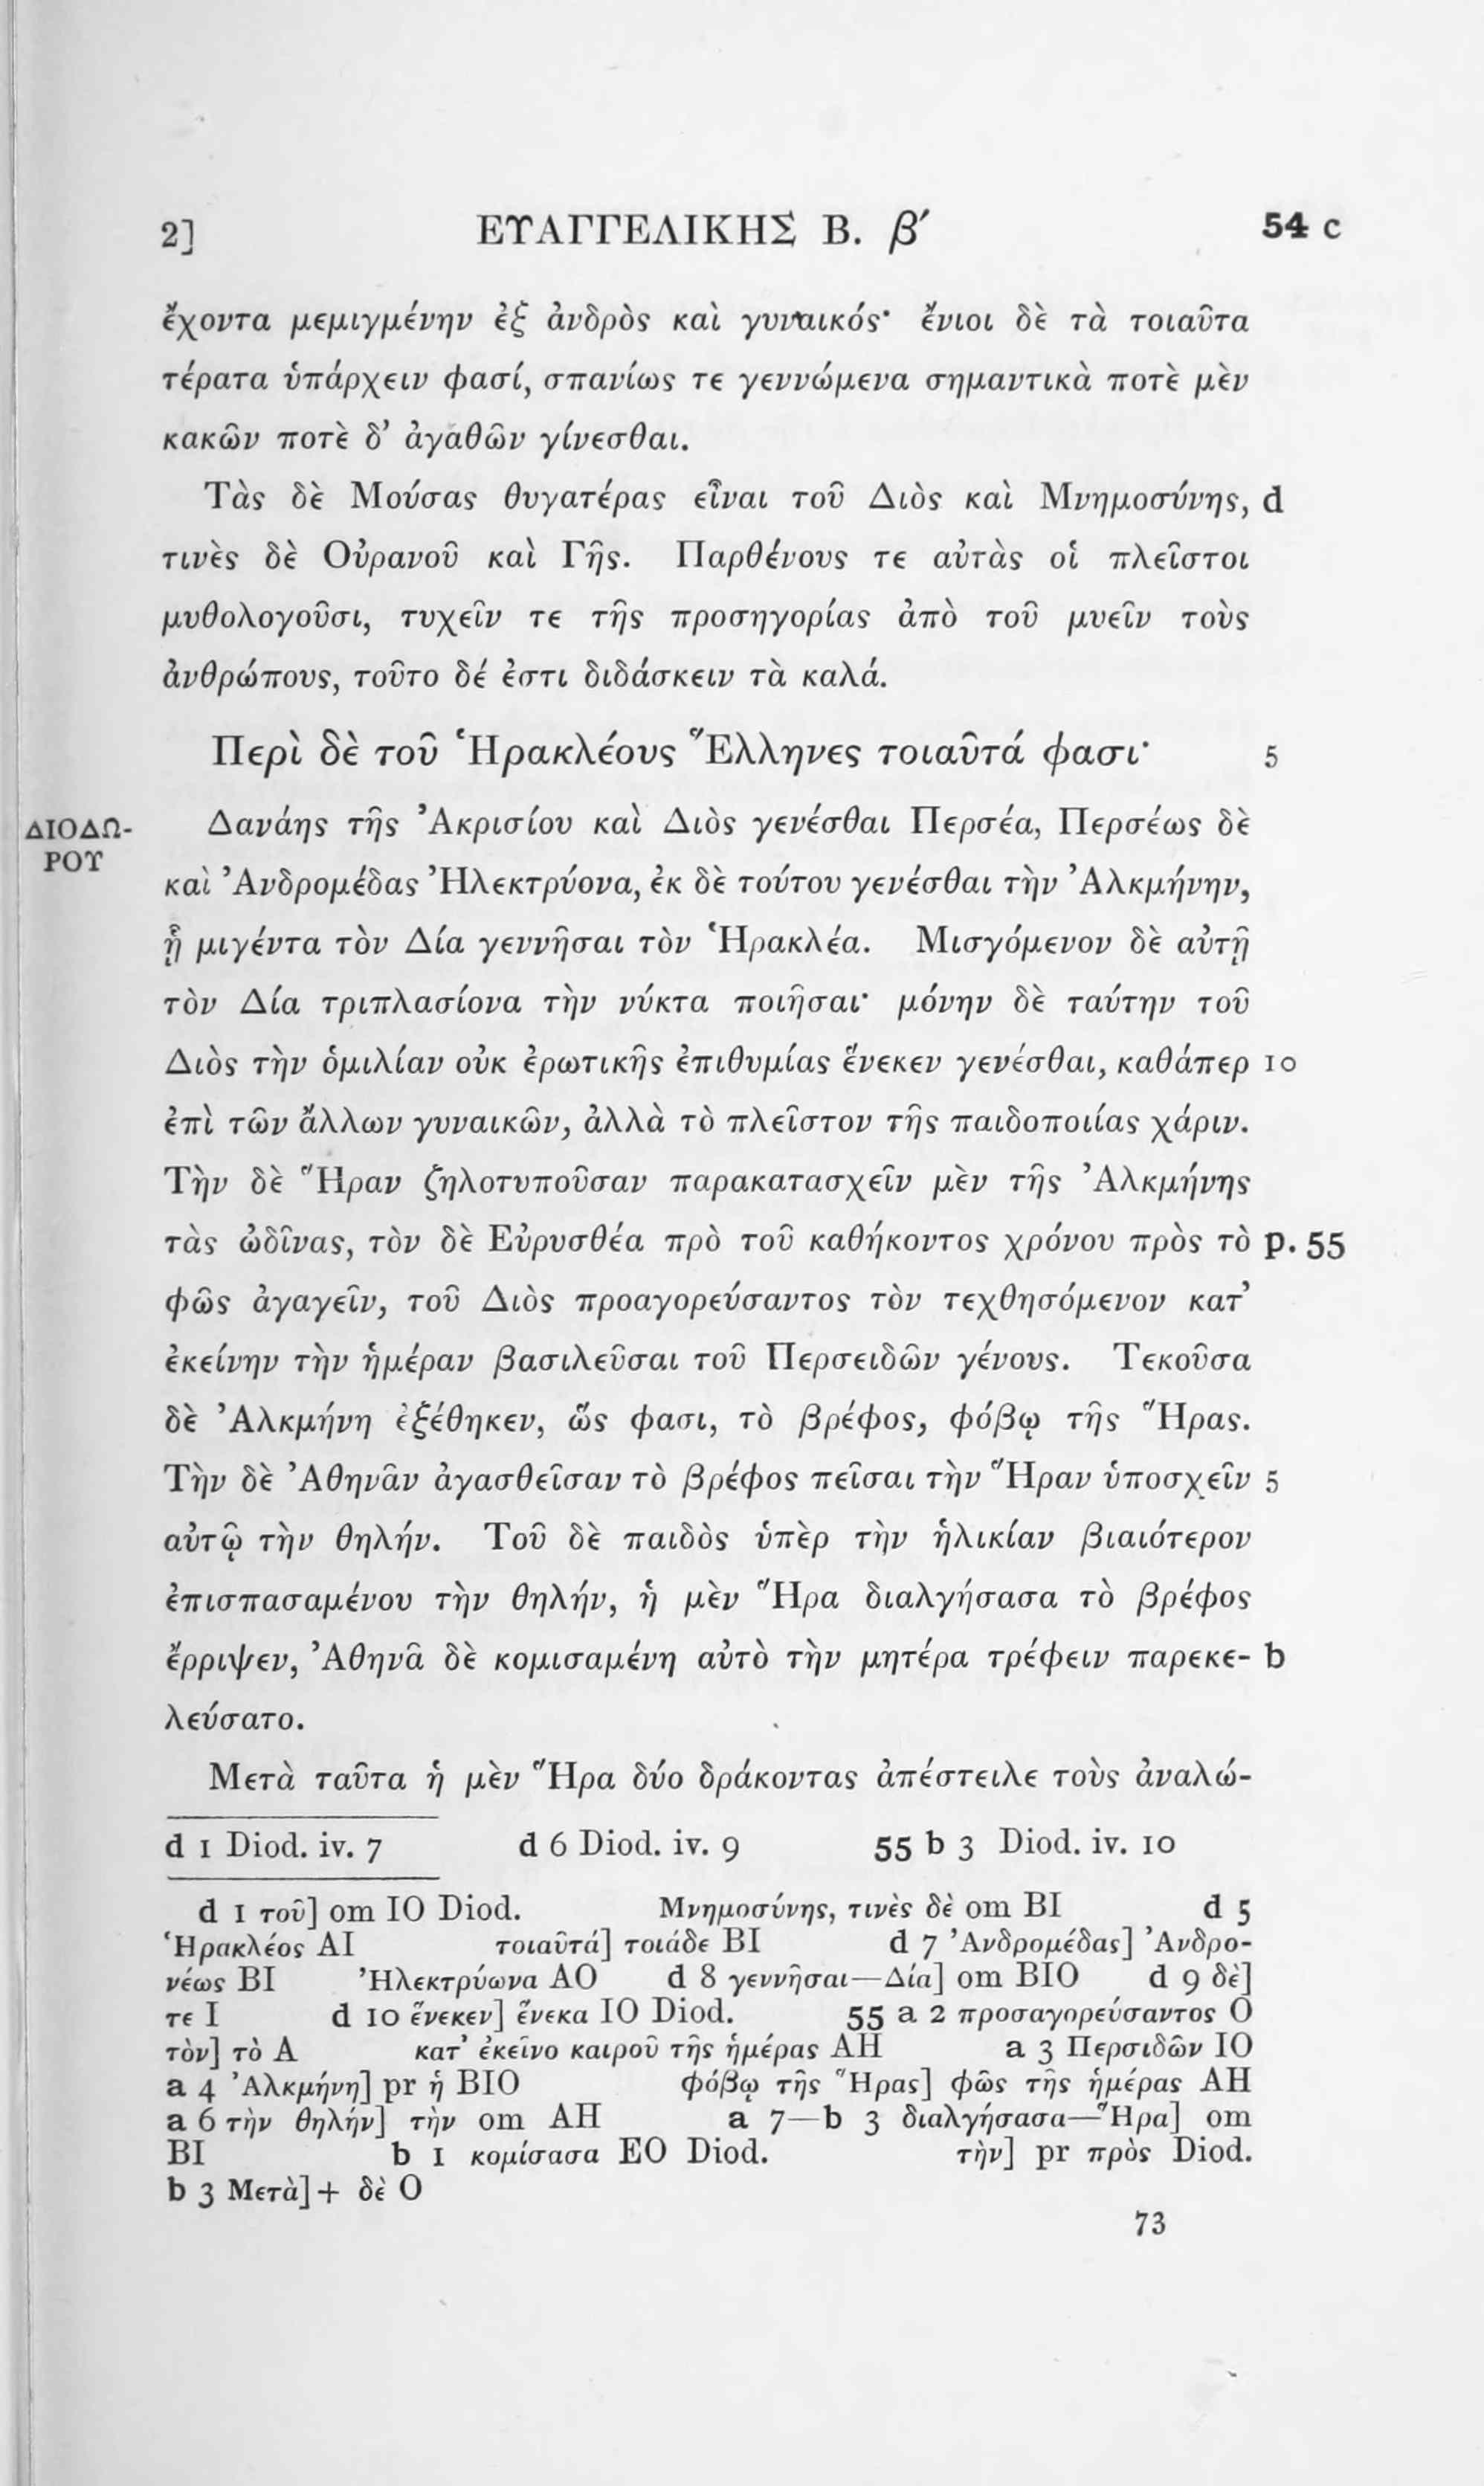 2] ΕΥΑΓΓΕΛΙΚΗΣ Β. β′ 54 c
ἔχοντα μεμιγμένην ἐξ ἀνδρὸς καὶ γυναικός· ἔνιοι δὲ τὰ τοιαῦτα
τέρατα ὑπάρχειν φασί, σπανίως τε γεννώμενα σημαντικὰ ποτὲ μὲν
κακῶν ποτὲ δ’ ἀγαθῶν γίνεσθαι.
Τὰς δὲ Μούσας θυγατέρας εἶναι τοῦ Διὸς καὶ Μνημοσύνης, d
τινὲς δὲ Οὐρανοῦ καὶ Γῆς. Παρθένους τε αὐτὰς οἱ πλεῖστοι
μυθολογοῦσι, τυχεῖν τε τῆς προσηγορίας ἀπὸ τοῦ μυεῖν τοὺς
ἀνθρώπους, τοῦτο δέ ἐστι διδάσκειν τὰ καλά.
Περὶ δὲ τοῦ Ἡρακλέους Ἕλληνες τοιαῦτά φασι· 5
ΔΙΟΔΩ-
ΡΟΥ
Δανάης τῆς Ἀκρισίου καὶ Διὸς γενέσθαι Περσέα, Περσέως δὲ
καὶ Ἀνδρομέδας Ἠλεκτρύονα, ἐκ δὲ τούτου γενέσθαι τὴν Ἀλκμήνην,
ᾗ μιγέντα τὸν Δία γεννῆσαι τὸν Ἡρακλέα. Μισγόμενον δὲ αὐτῇ
τὸν Δία τριπλασίονα τὴν νύκτα ποιῆσαι· μόνην δὲ ταύτην τοῦ
Διὸς τὴν ὁμιλίαν οὐκ ἐρωτικῆς ἐπιθυμίας ἕνεκεν γενέσθαι, καθάπερ 10
ἐπὶ τῶν ἄλλων γυναικῶν, ἀλλὰ τὸ πλεῖστον τῆς παιδοποιίας χάριν.
Τὴν δὲ Ἥραν ζηλοτυποῦσαν παρακατασχεῖν μὲν τῆς Ἀλκμήνης
τὰς ὠδῖνας, τὸν δὲ Εὐρυσθέα πρὸ τοῦ καθήκοντος χρόνου πρὸς τὸ p. 55
φῶς ἀγαγεῖν, τοῦ Διὸς προαγορεύσαντος τὸν τεχθησόμενον κατ’
ἐκείνην τὴν ἡμέραν βασιλεῦσαι τοῦ Περσειδῶν γένους. Τεκοῦσα
δὲ Ἀλκμήνη ἐξέθηκεν, ὥς φασι, τὸ βρέφος, φόβῳ τῆς Ἥρας.
Τὴν δὲ Ἀθηνᾶν ἀγασθεῖσαν τὸ βρέφος πεῖσαι τὴν Ἥραν ὑποσχεῖν 5
αὐτῷ τὴν θηλήν. Τοῦ δὲ παιδὸς ὑπὲρ τὴν ἡλικίαν βιαιότερον
ἐπισπασαμένου τὴν θηλήν, ἡ μὲν Ἥρα διαλγήσασα τὸ βρέφος
ἔρριψεν, Ἀθηνᾶ δὲ κομισαμένη αὐτὸ τὴν μητέρα τρέφειν παρεκε- b
λεύσατο.
Μετὰ ταῦτα ἡ μὲν Ἥρα δύο δράκοντας ἀπέστειλε τοὺς ἀναλώ-
d 1 Diod. iv. 7 d 6 Diod. iv. 9 55 b 3 Diod. iv. 10
d 1 τοῦ] om IO Diod. Μνημοσύνης, τινὲς δὲ om BI d 5
Ἡρακλέος AI τοιαῦτά] τοιάδε BI d 7 Ἀνδρομέδας] Ἀνδρο-
νέως BI Ἠλεκτρύωνα AO d 8 γεννῆσαι—Δία] om BIO d 9 δὲ]
τε I d 10 ἕνεκεν] ἕνεκα IO Diod. 55 a 2 προσαγορεύσαντος O
τὸν] τὸ A κατ’ ἐκεῖνο καιροῦ τῆς ἡμέρας AH a 3 Περσιδῶν IO
a 4 Ἀλκμήνη] pr ἡ BIO φόβῳ τῆς Ἥρας] φῶς τῆς ἡμέρας AH
a 6 τὴν θηλήν] τὴν om AH a 7—b 3 διαλγήσασα—Ἥρα] om
BI b 1 κομίσασα EO Diod. τὴν] pr πρὸς Diod.
b 3 Μετὰ] + δὲ O
73